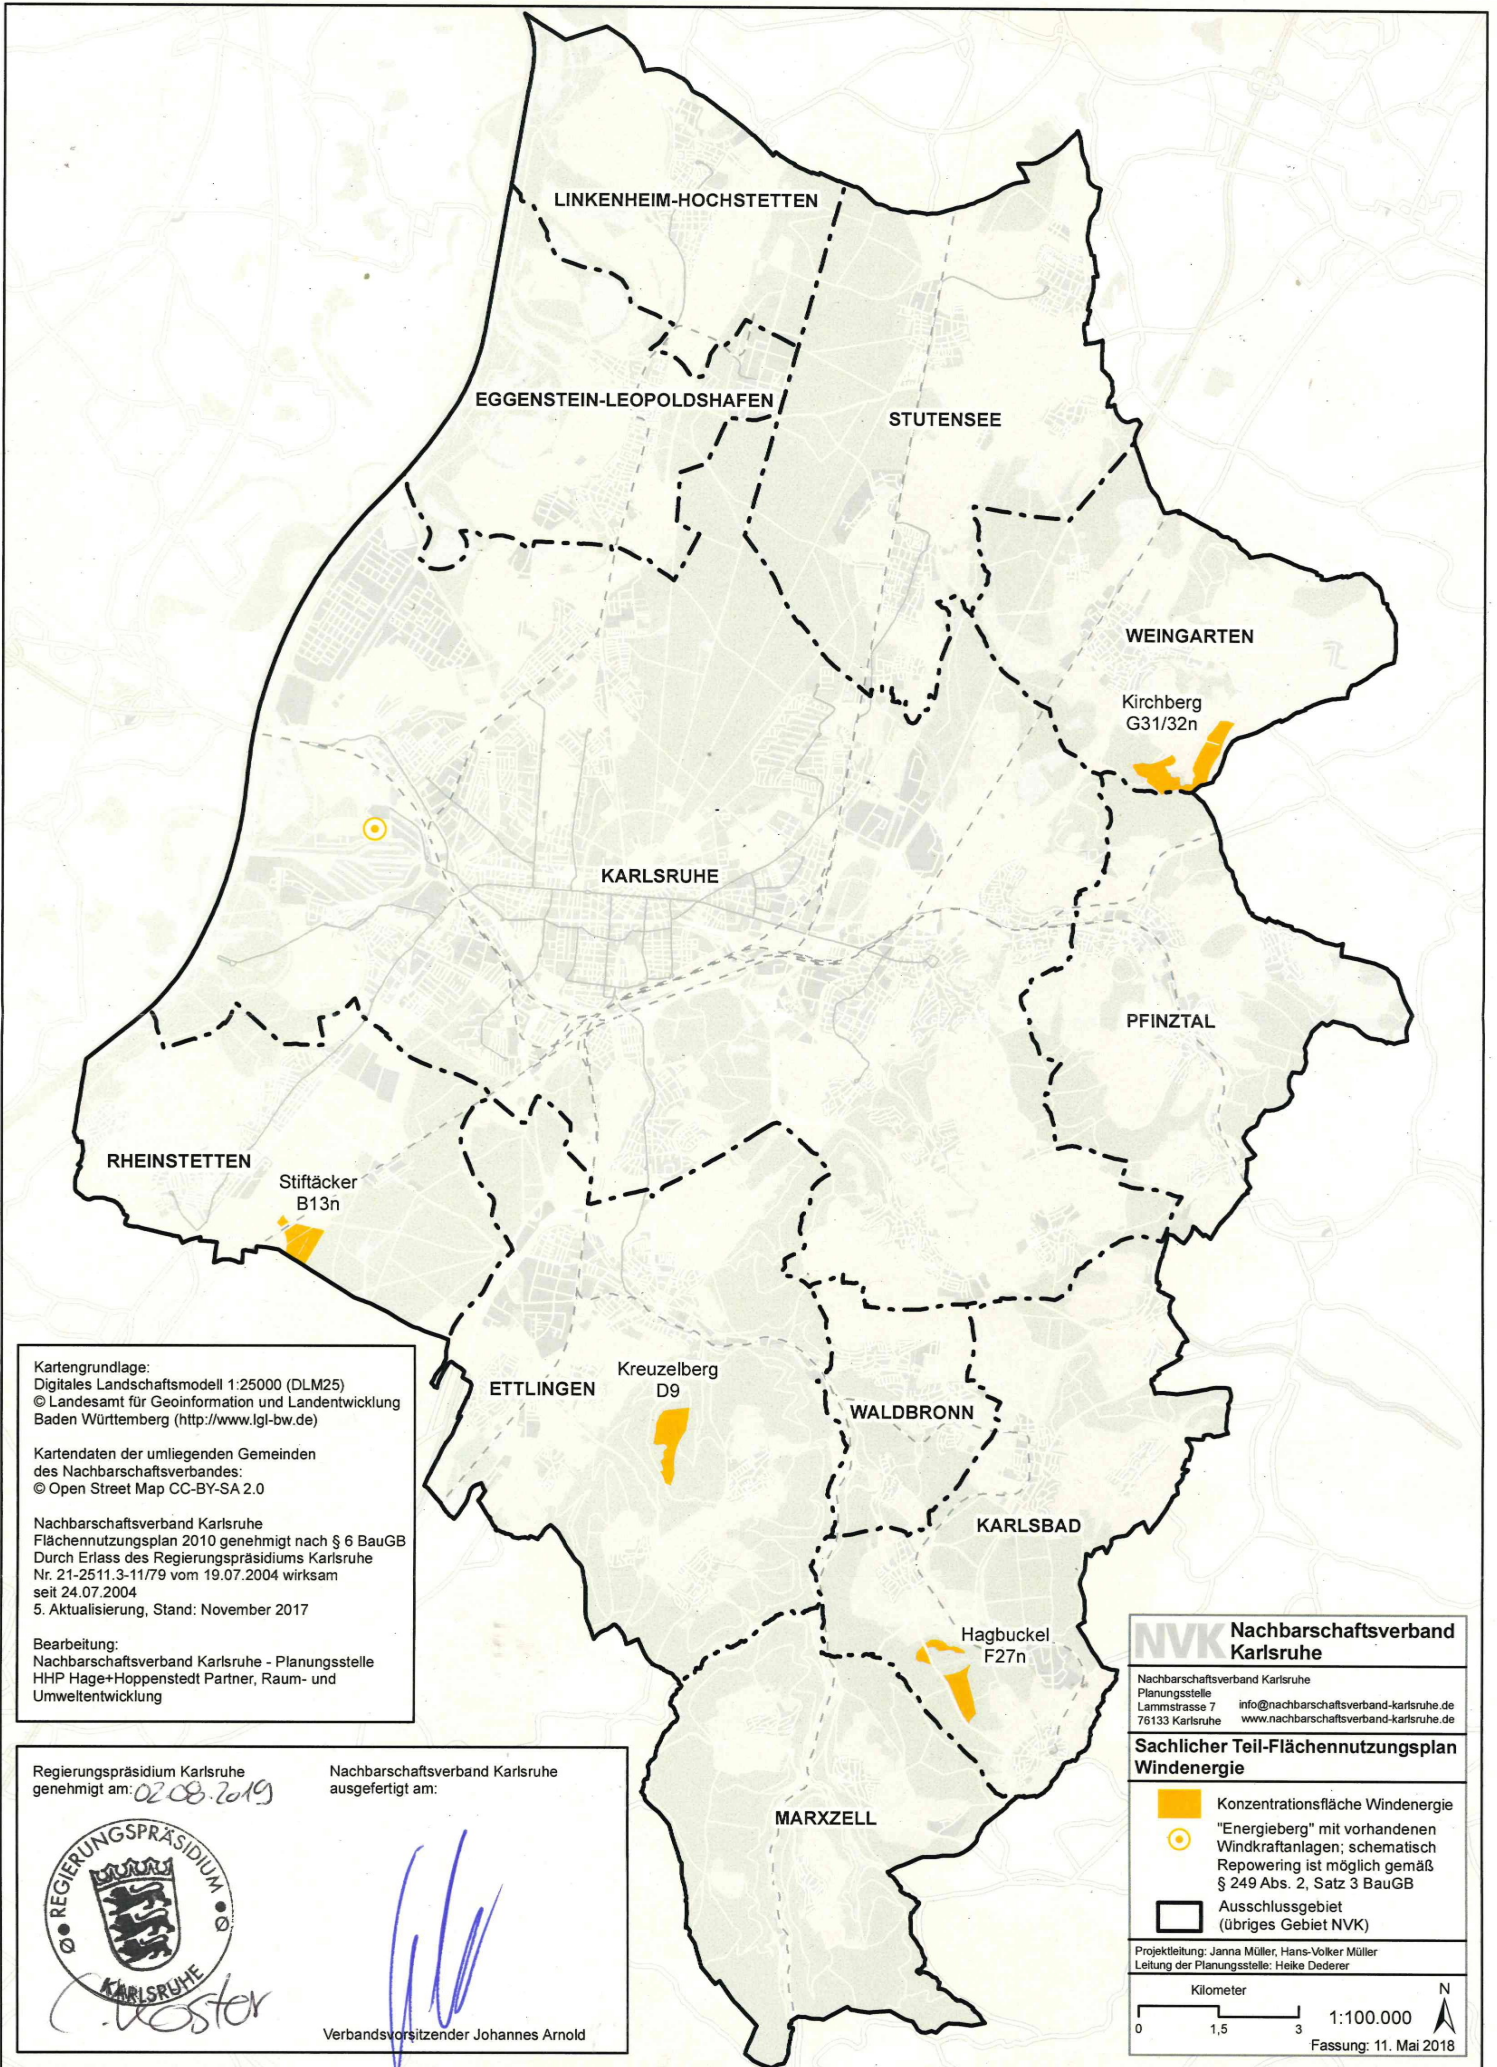 LINKENHEIM-HOCHSTETTEN
EGGENSTEIN-LEOPOLDSHAFEN
STUTENSEE
WEINGARTEN
Kirchberg
G31/32n
KARLSRUHE
PFINZTAL
RHEINSTETTEN
Stiftäcker
B13n
ETTLINGEN
Kreuzelberg
D9
WALDBRONN
KARLSBAD
Hagbuckel
F27n
MARXZELL
Kartengrundlage:
Digitales Landschaftsmodell 1:25000 (DLM25)
© Landesamt für Geoinformation und Landentwicklung
Baden Württemberg (http://www.lgl-bw.de)
Kartendaten der umliegenden Gemeinden
des Nachbarschaftsverbandes:
© Open Street Map CC-BY-SA 2.0
Nachbarschaftsverband Karlsruhe
Flächennutzungsplan 2010 genehmigt nach § 6 BauGB
Durch Erlass des Regierungspräsidiums Karlsruhe
Nr. 21-2511.3-11/79 vom 19.07.2004 wirksam
seit 24.07.2004
5. Aktualisierung, Stand: November 2017
Bearbeitung:
Nachbarschaftsverband Karlsruhe - Planungsstelle
HHP Hage+Hoppenstedt Partner, Raum- und
Umweltentwicklung
Regierungspräsidium Karlsruhe
genehmigt am: 02.08.2019
REGIERUNGSPRÄSIDIUM
KARLSRUHE
Nachbarschaftsverband Karlsruhe
ausgefertigt am:
Verbandsvorsitzender Johannes Arnold
NVK Nachbarschaftsverband
Karlsruhe
Nachbarschaftsverband Karlsruhe
Planungsstelle
Lammstrasse 7 info@nachbarschaftsverband-karlsruhe.de
76133 Karlsruhe www.nachbarschaftsverband-karlsruhe.de
Sachlicher Teil-Flächennutzungsplan
Windenergie
Konzentrationsfläche Windenergie
"Energieberg" mit vorhandenen
Windkraftanlagen; schematisch
Repowering ist möglich gemäß
§ 249 Abs. 2, Satz 3 BauGB
Ausschlussgebiet
(übriges Gebiet NVK)
Projektleitung: Janna Müller, Hans-Volker Müller
Leitung der Planungsstelle: Heike Dederer
Kilometer
0 1,5 3
1:100.000
N
Fassung: 11. Mai 2018